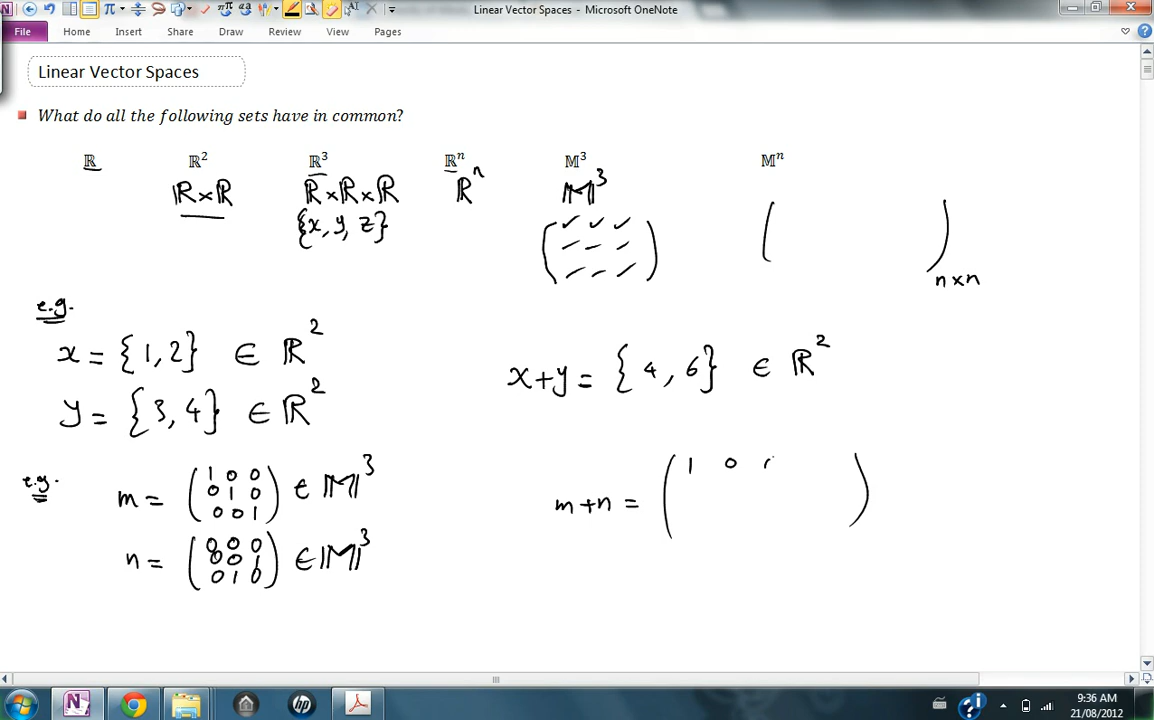 Linear Vector Spaces - Microsoft OneNote
File Home Insert Share Draw Review View Pages
Linear Vector Spaces
What do all the following sets have in common?
ℝ ℝ² ℝ³ ℝⁿ 𝕄³ 𝕄ⁿ
ℝ×ℝ ℝ×ℝ×ℝ ℝⁿ 𝕄³
{x, y, z}
n×n
e.g.
x = {1,2} ∈ ℝ²
y = {3,4} ∈ ℝ²
x+y = {4,6} ∈ ℝ²
e.g.
m = (1 0 0
0 1 0
0 0 1) ∈ 𝕄³
n = (0 0 0
0 0 1
0 1 0) ∈ 𝕄³
m+n = (1 0 )
9:36 AM
21/08/2012